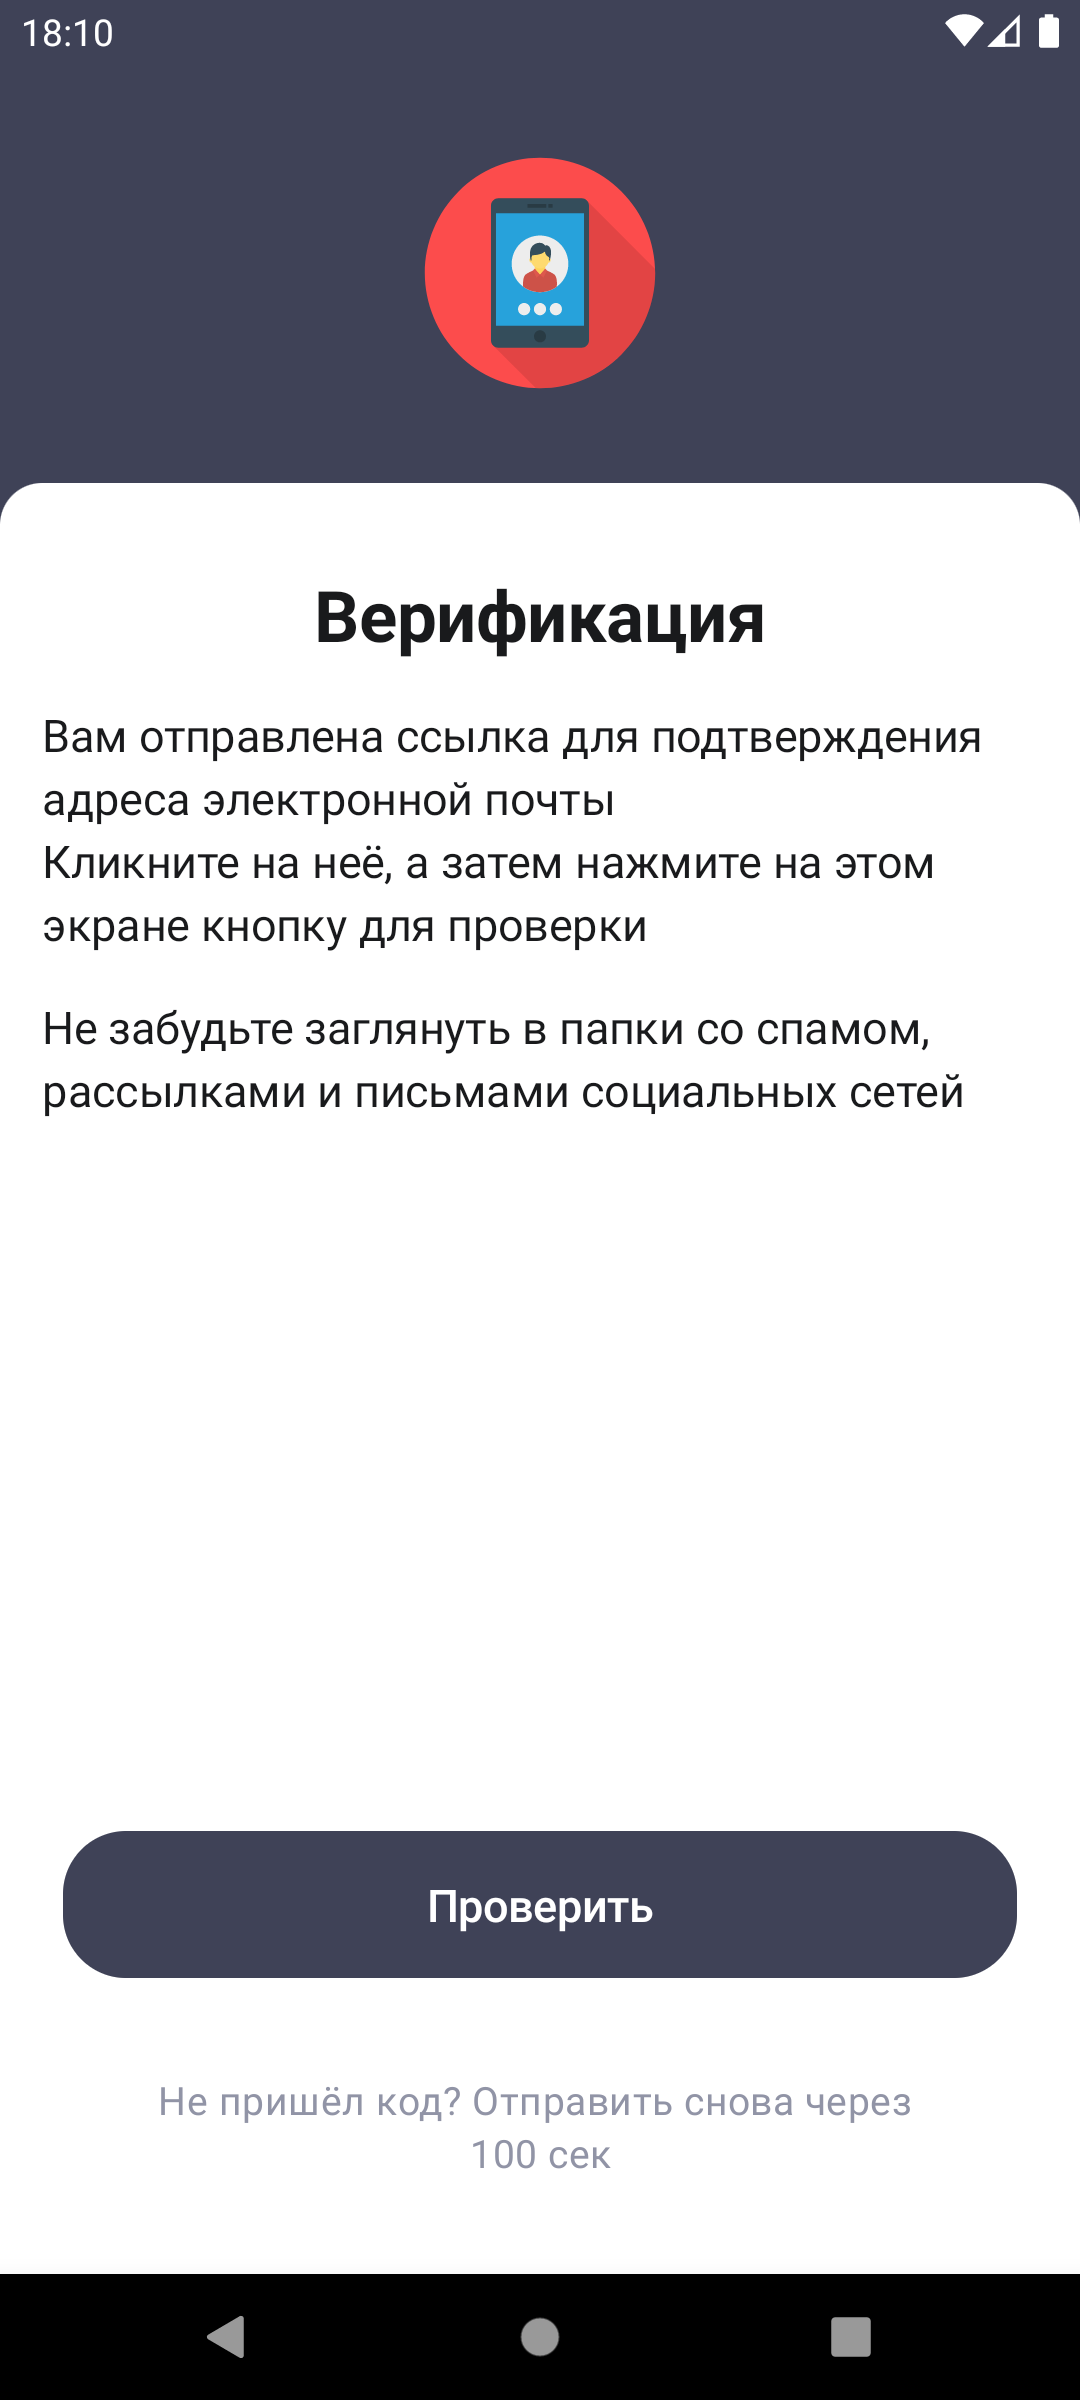 18:10
Верификация
Вам отправлена ссылка для подтверждения
адреса электронной почты
Кликните на неё, а затем нажмите на этом
экране кнопку для проверки
Не забудьте заглянуть в папки со спамом,
рассылками и письмами социальных сетей
Проверить
Не пришёл код? Отправить снова через
100 сек